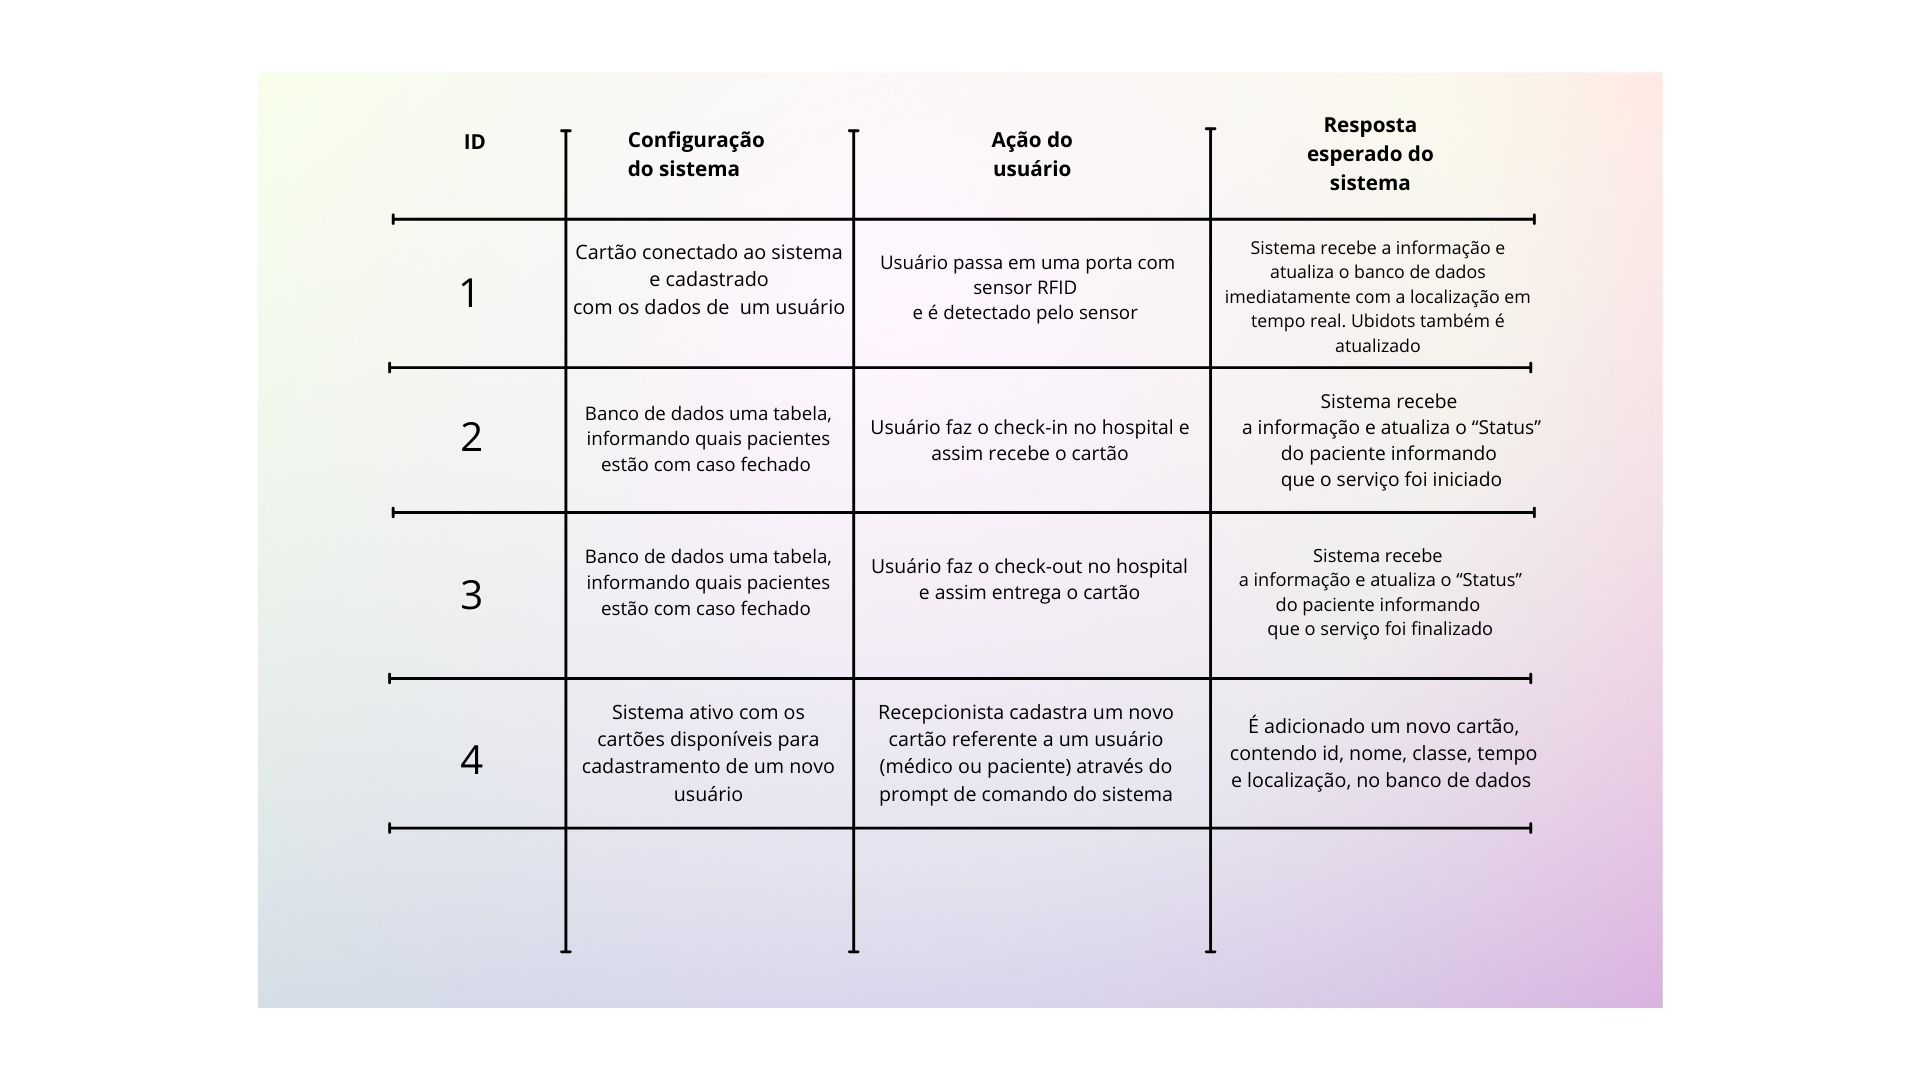 ID
Configuração
do sistema
Ação do
usuário
Resposta
esperado do
sistema
1
Cartão conectado ao sistema
e cadastrado
com os dados de um usuário
Usuário passa em uma porta com
sensor RFID
e é detectado pelo sensor
Sistema recebe a informação e
atualiza o banco de dados
imediatamente com a localização em
tempo real. Ubidots também é
atualizado
2
Banco de dados uma tabela,
informando quais pacientes
estão com caso fechado
Usuário faz o check-in no hospital e
assim recebe o cartão
Sistema recebe
a informação e atualiza o “Status”
do paciente informando
que o serviço foi iniciado
3
Banco de dados uma tabela,
informando quais pacientes
estão com caso fechado
Usuário faz o check-out no hospital
e assim entrega o cartão
Sistema recebe
a informação e atualiza o “Status”
do paciente informando
que o serviço foi finalizado
4
Sistema ativo com os
cartões disponíveis para
cadastramento de um novo
usuário
Recepcionista cadastra um novo
cartão referente a um usuário
(médico ou paciente) através do
prompt de comando do sistema
É adicionado um novo cartão,
contendo id, nome, classe, tempo
e localização, no banco de dados